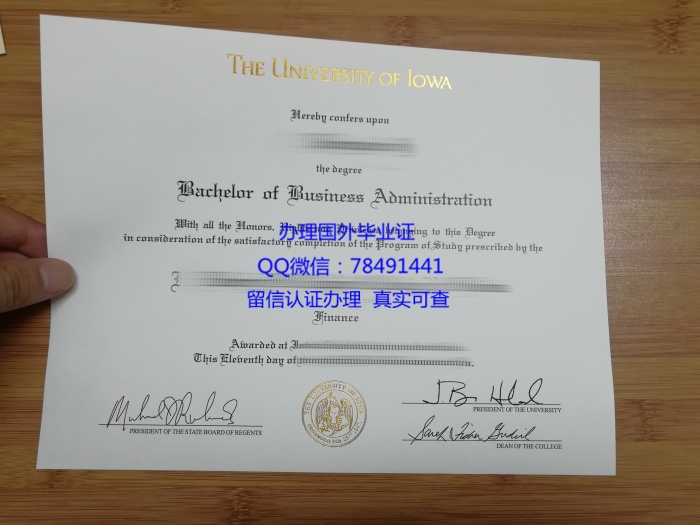 THE UNIVERSITY OF IOWA
Hereby confers upon
the degree
Bachelor of Business Administration
With all the Honors, to this Degree
办理国外毕业证
in consideration of the satisfactory completion of the Program of Study prescribed by the
QQ微信：78491441
留信认证办理 真实可查
Finance
Awarded at
This Eleventh day of
PRESIDENT OF THE STATE BOARD OF REGENTS
THE UNIVERSITY OF IOWA
PRESIDENT OF THE UNIVERSITY
DEAN OF THE COLLEGE